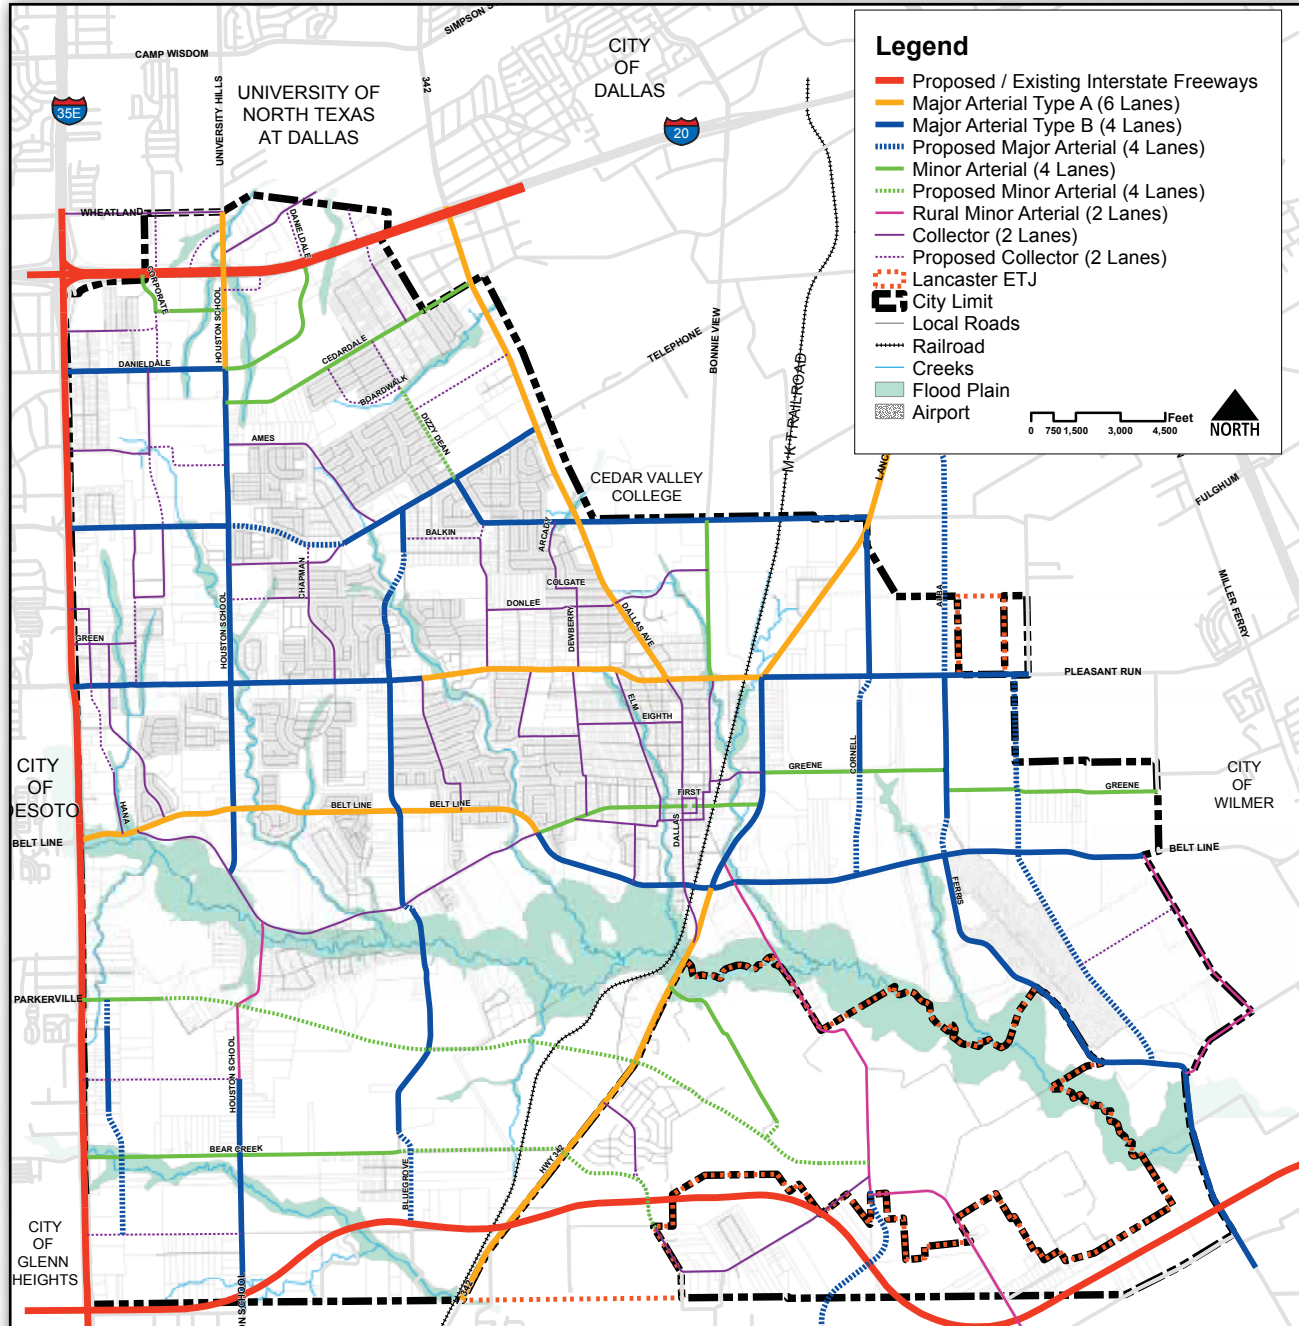 CAMP WISDOM
UNIVERSITY HILLS
342
CITY
OF
DALLAS
UNIVERSITY OF
NORTH TEXAS
AT DALLAS
35E
20
Legend
Proposed / Existing Interstate Freeways
Major Arterial Type A (6 Lanes)
Major Arterial Type B (4 Lanes)
Proposed Major Arterial (4 Lanes)
Minor Arterial (4 Lanes)
Proposed Minor Arterial (4 Lanes)
Rural Minor Arterial (2 Lanes)
Collector (2 Lanes)
Proposed Collector (2 Lanes)
Lancaster ETJ
City Limit
Local Roads
Railroad
Creeks
Flood Plain
Airport
Feet
0 750 1,500 3,000 4,500
NORTH
WHEATLAND
DANIELDALE
CORPORATE
HOUSTON SCHOOL
DANIELDALE
CEDARDALE
BOARDWALK
DIZZY DEAN
TELEPHONE
BONNIE VIEW
M K T RAILROAD
AMES
CEDAR VALLEY
COLLEGE
FULGHUM
BALKIN
ARCADY
CHAPMAN
COLGATE
DONLEE
DEWBERRY
DALLAS AVE
HOUSTON SCHOOL
GREEN
MILLER FERRY
PLEASANT RUN
ELM
EIGHTH
CORNELL
GREENE
GREENE
CITY
OF
WILMER
CITY
OF
DESOTO
HANA
BELT LINE
BELT LINE
FIRST
DALLAS
BELT LINE
BELT LINE
FERRIS
PARKERVILLE
HOUSTON SCHOOL
BEAR CREEK
BLUEGROVE
HWY 342
CITY
OF
GLENN
HEIGHTS
342